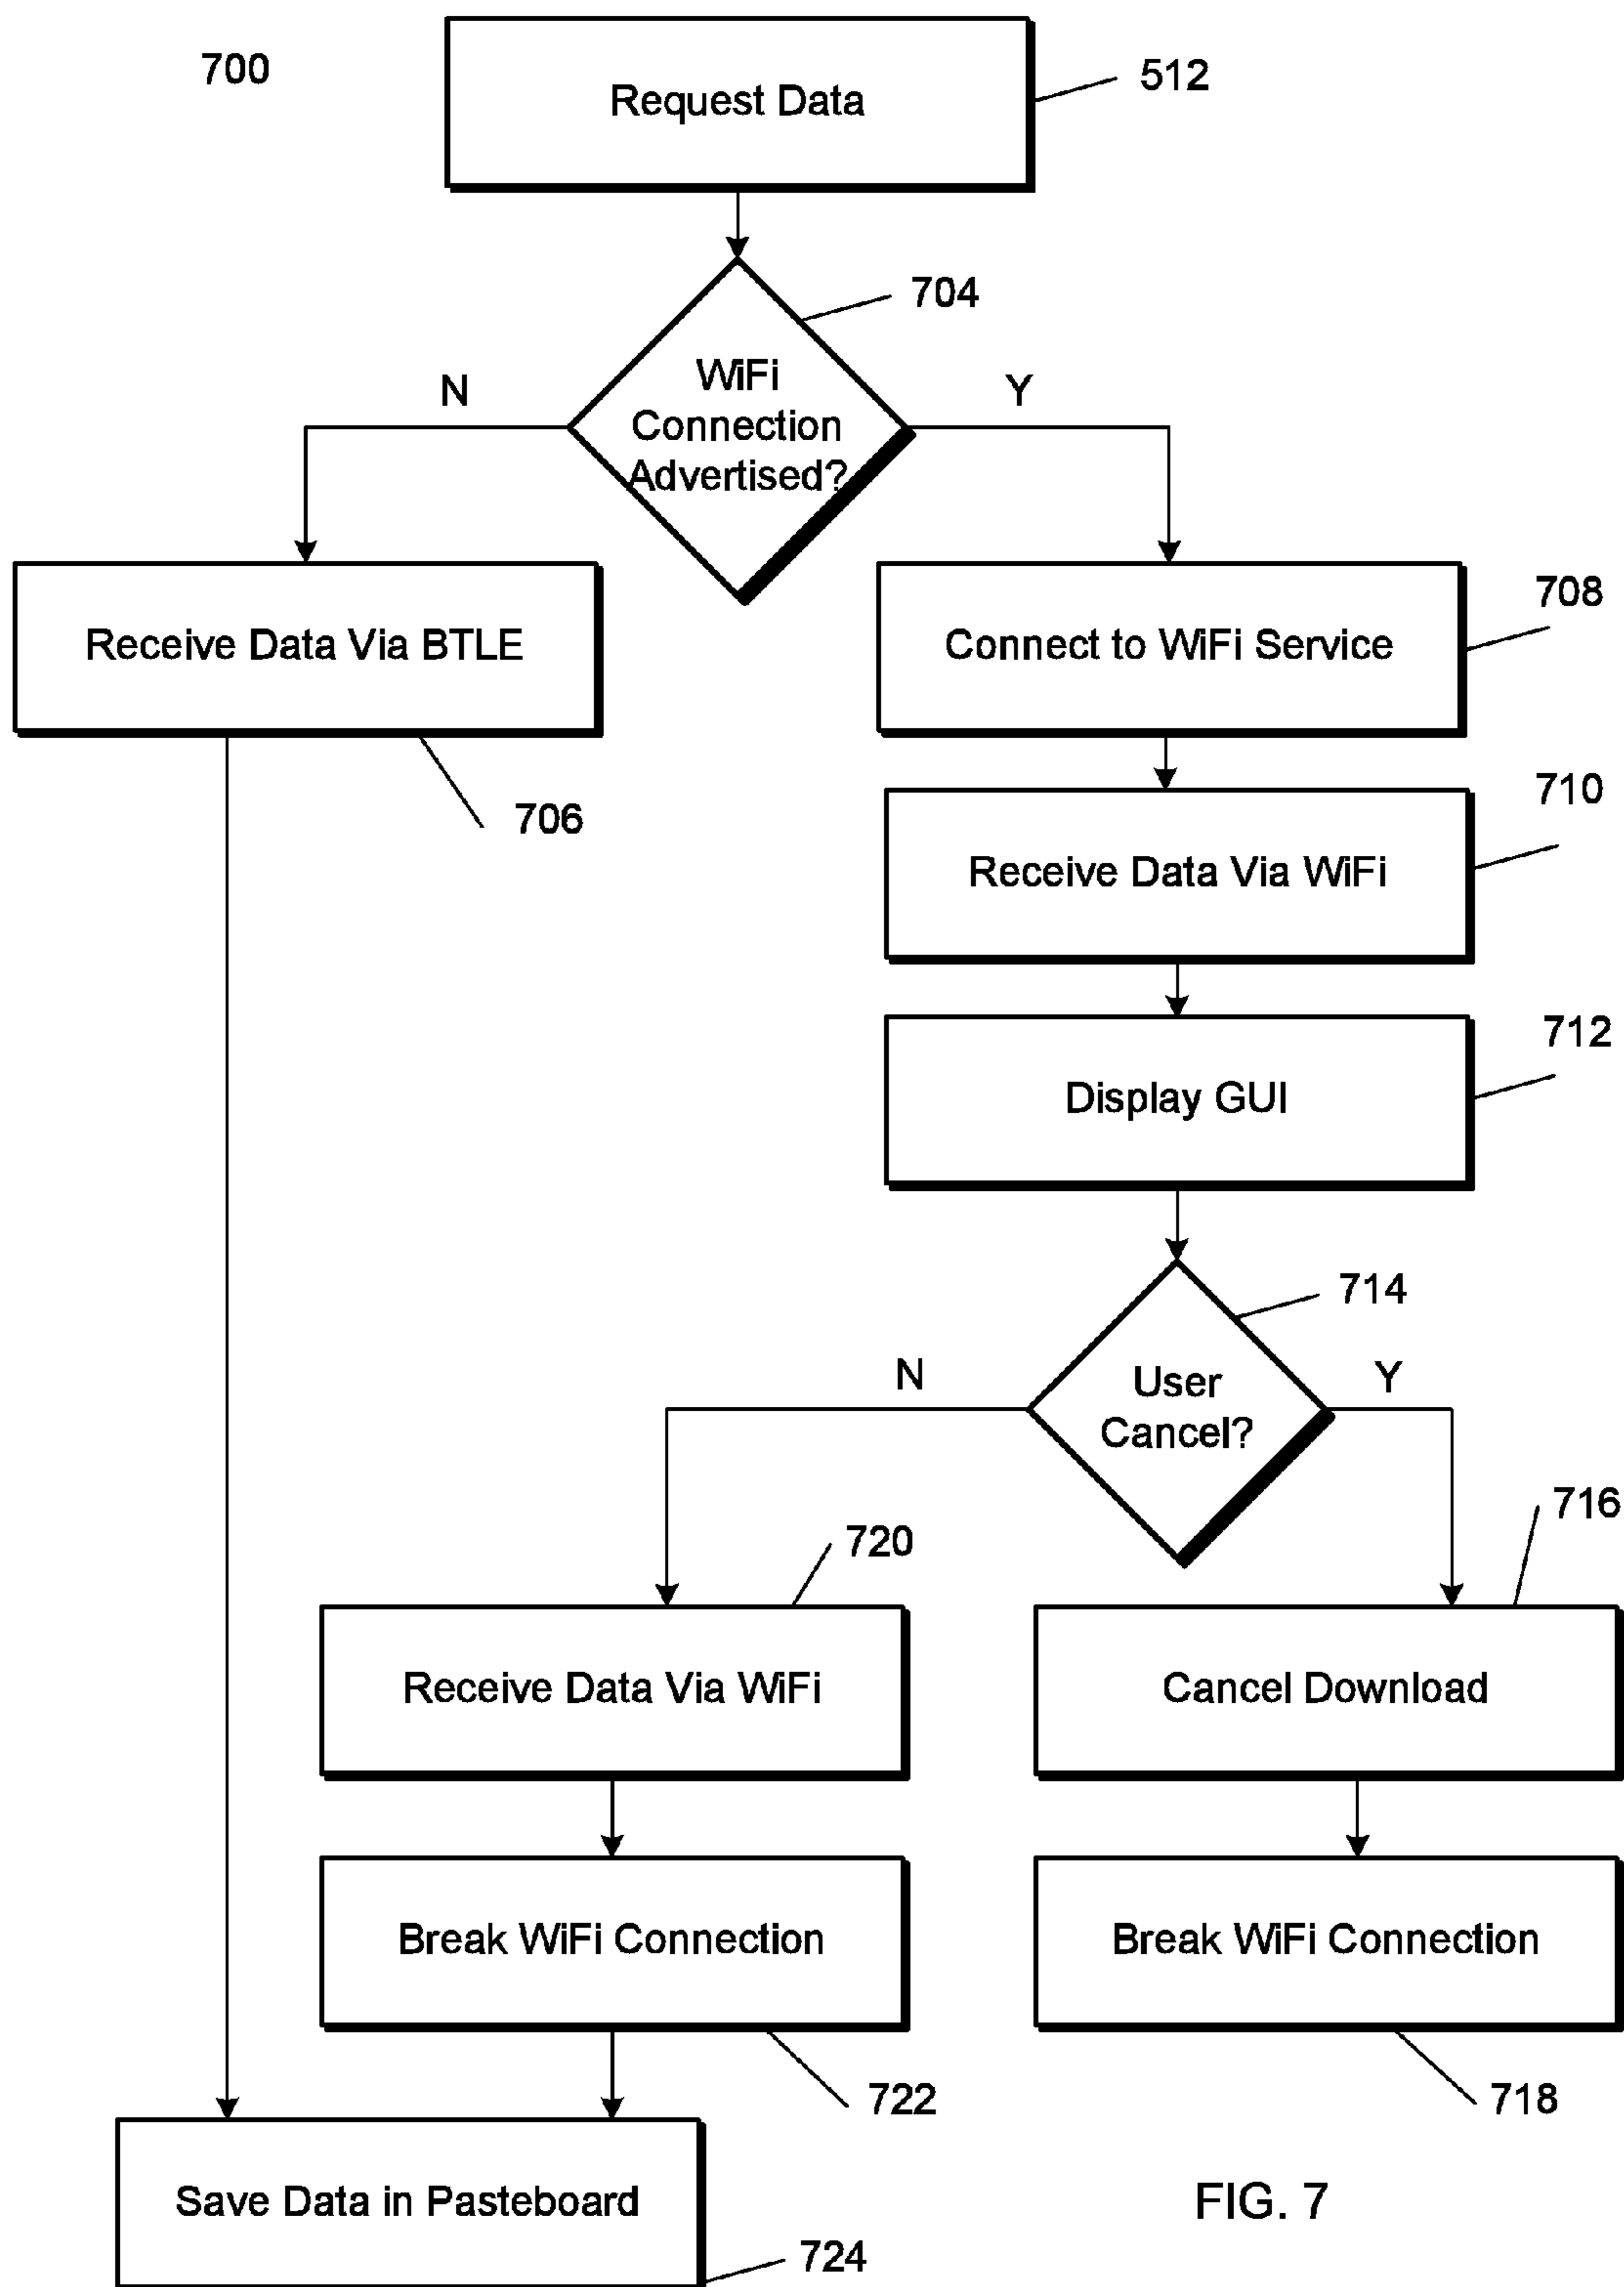 700
Request Data
512
704
WiFi
Connection
Advertised?
N
Y
Receive Data Via BTLE
706
Connect to WiFi Service
708
Receive Data Via WiFi
710
Display GUI
712
714
User
Cancel?
N
Y
720
716
Receive Data Via WiFi
Cancel Download
Break WiFi Connection
Break WiFi Connection
722
718
Save Data in Pasteboard
724
FIG. 7